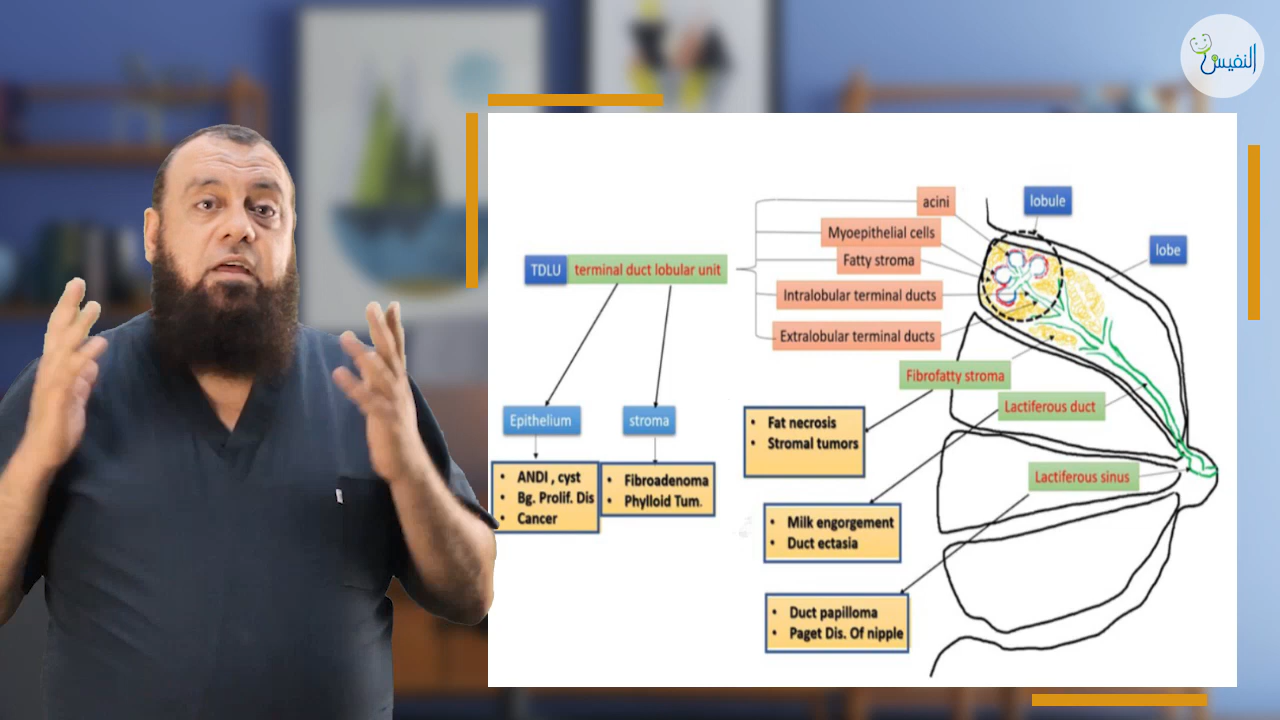 النفيس
acini
lobule
Myoepithelial cells
lobe
Fatty stroma
TDLU terminal duct lobular unit
Intralobular terminal ducts
Extralobular terminal ducts
Fibrofatty stroma
Lactiferous duct
Epithelium
stroma
• Fat necrosis
• Stromal tumors
Lactiferous sinus
• ANDI , cyst
• Bg. Prolif. Dis
• Cancer
• Fibroadenoma
• Phylloid Tum.
• Milk engorgement
• Duct ectasia
• Duct papilloma
• Paget Dis. Of nipple